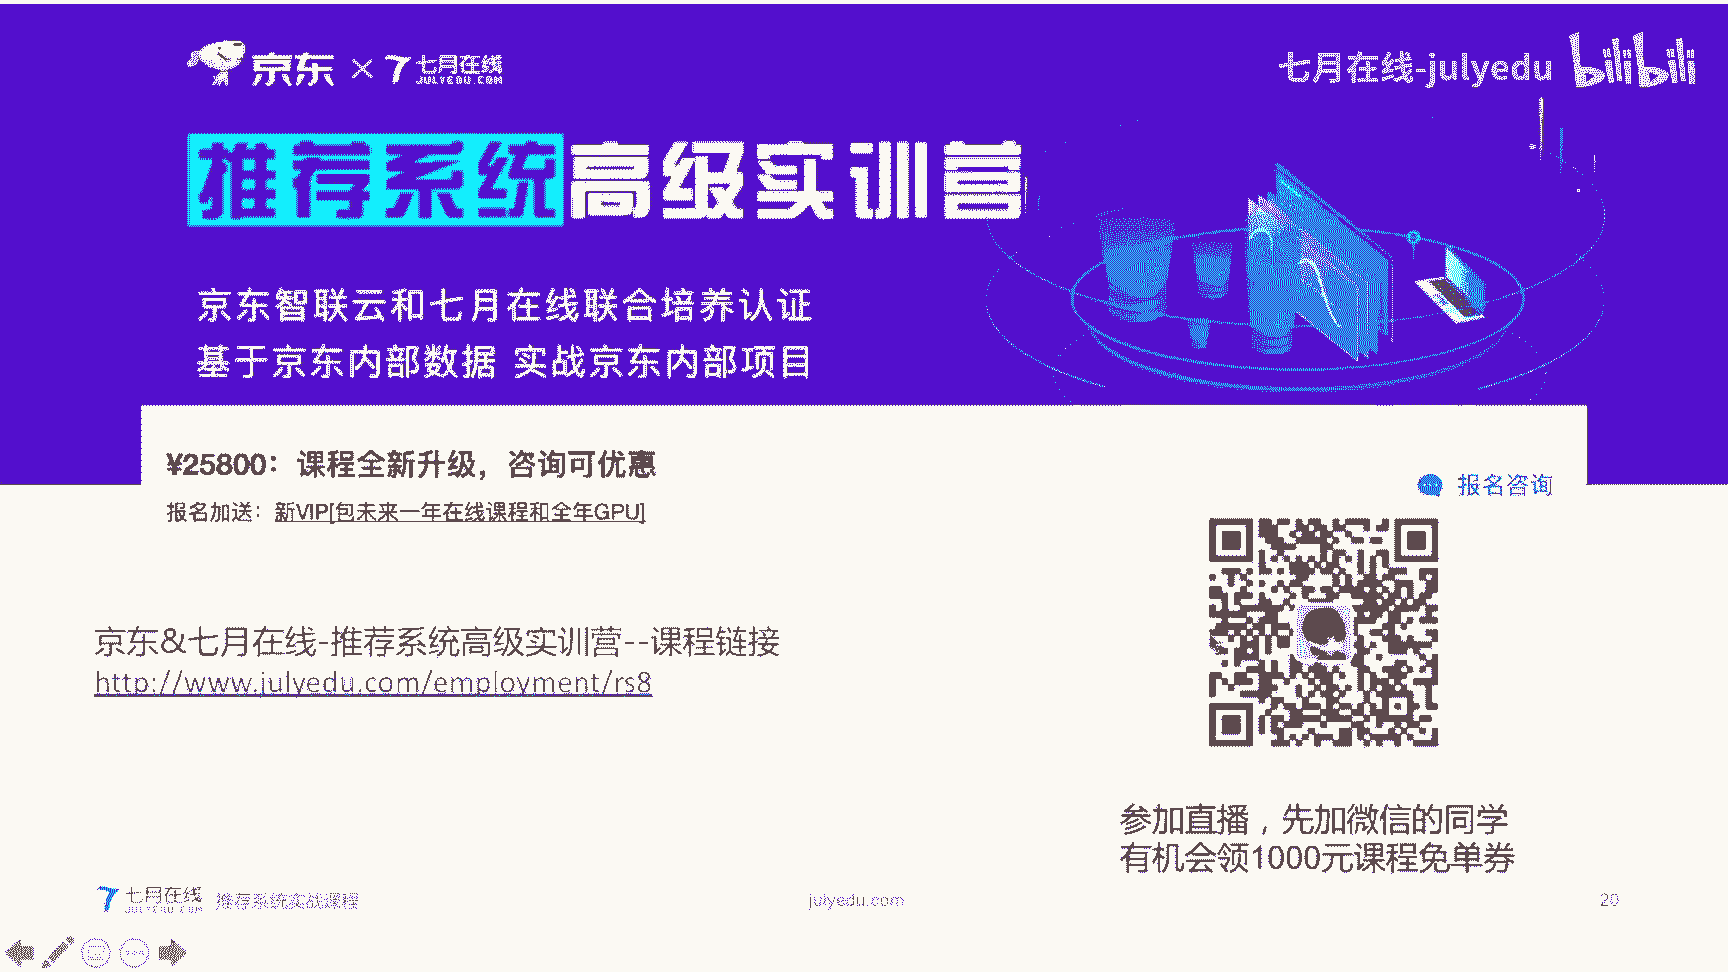 京东 × 七月在线
JULYEDU.COM
七月在线-julyedu bilibili
推荐系统高级实训营
京东智联云和七月在线联合培养认证
基于京东内部数据 实战京东内部项目
¥25800：课程全新升级，咨询可优惠
报名加送：新VIP[包未来一年在线课程和全年GPU]
报名咨询
京东&七月在线-推荐系统高级实训营--课程链接
http://www.julyedu.com/employment/rs8
参加直播，先加微信的同学
有机会领1000元课程免单券
七月在线
JULYEDU.COM
推荐系统实战课程
julyedu.com
20